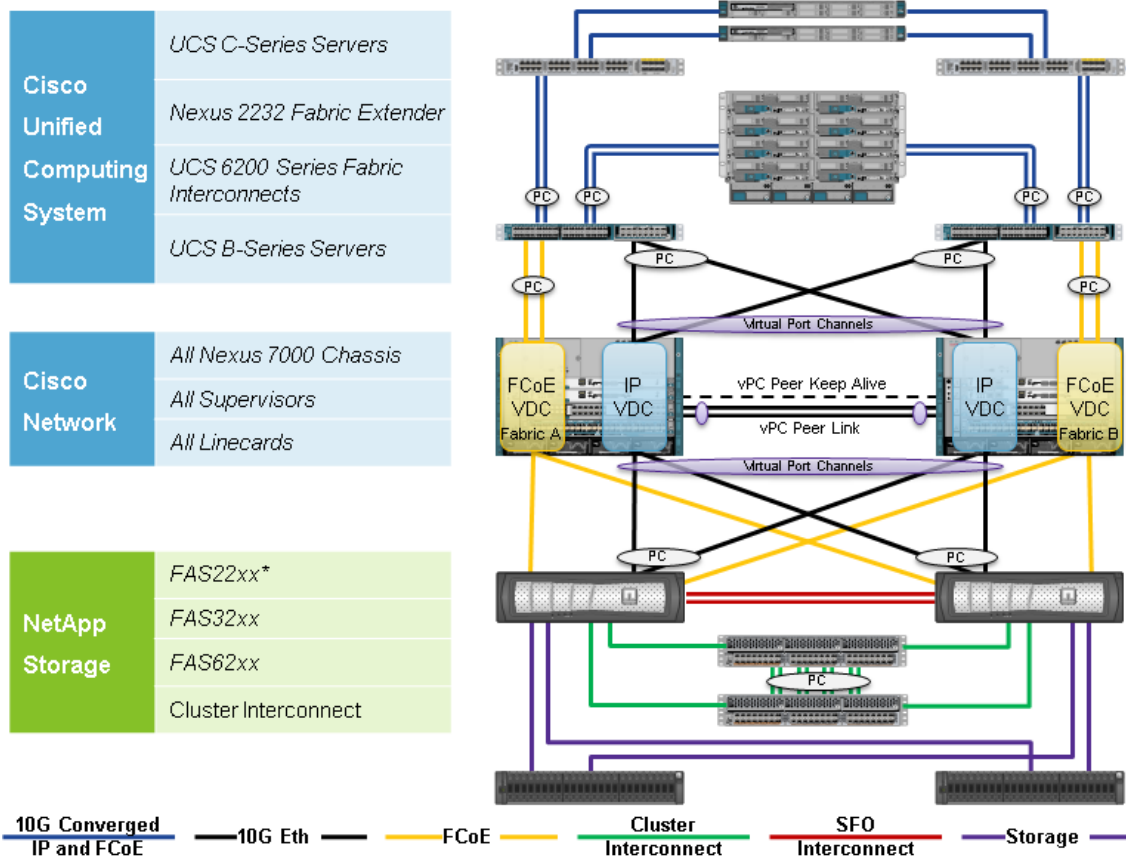 Cisco
Unified
Computing
System
UCS C-Series Servers
Nexus 2232 Fabric Extender
UCS 6200 Series Fabric
Interconnects
UCS B-Series Servers
Cisco
Network
All Nexus 7000 Chassis
All Supervisors
All Linecards
NetApp
Storage
FAS22xx*
FAS32xx
FAS62xx
Cluster Interconnect
PC
PC
PC
PC
PC
PC
PC
PC
Virtual Port Channels
FCoE
VDC
Fabric A
IP
VDC
vPC Peer Keep Alive
vPC Peer Link
IP
VDC
FCoE
VDC
Fabric B
Virtual Port Channels
PC
PC
PC
10G Converged
IP and FCoE
10G Eth
FCoE
Cluster
Interconnect
SFO
Interconnect
Storage